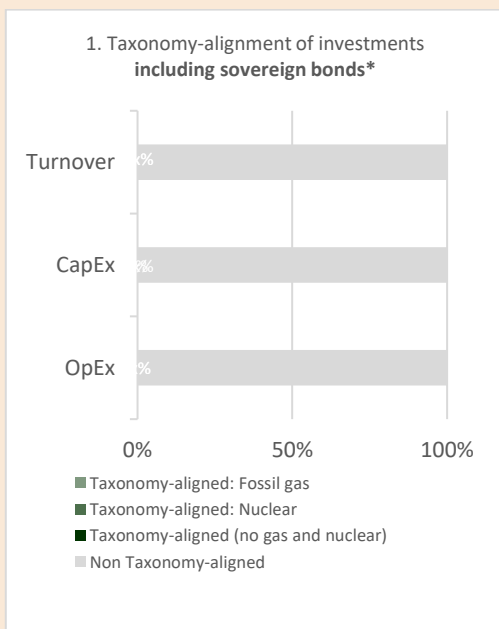 1. Taxonomy-alignment of investments
including sovereign bonds*
Turnover
CapEx
OpEx
0% 50% 100%
Taxonomy-aligned: Fossil gas
Taxonomy-aligned: Nuclear
Taxonomy-aligned (no gas and nuclear)
Non Taxonomy-aligned